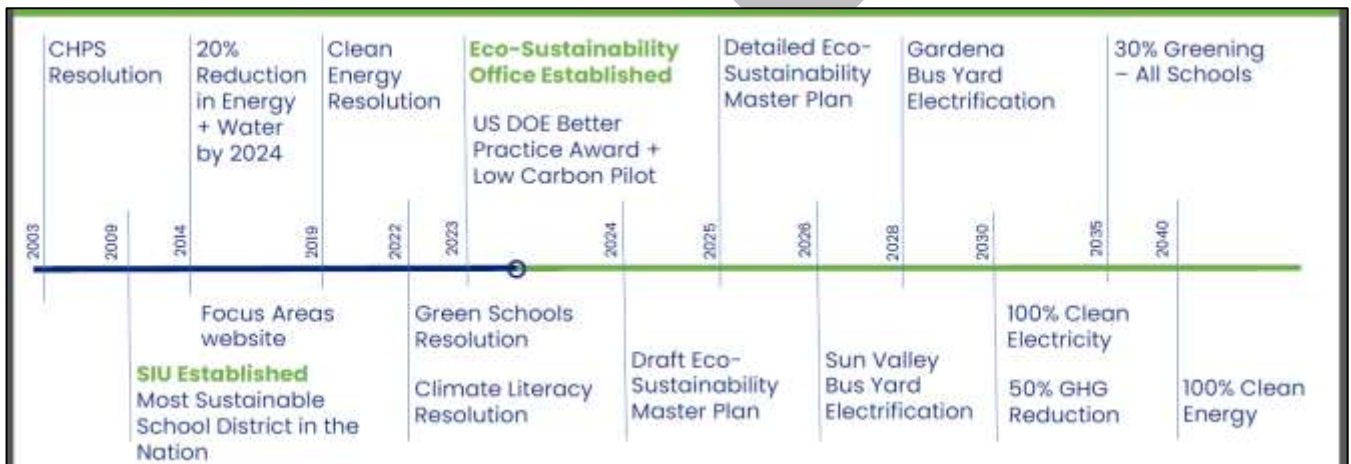 CHPS
Resolution
20%
Reduction
in Energy
+ Water
by 2024
Clean
Energy
Resolution
Eco-Sustainability
Office Established
US DOE Better
Practice Award +
Low Carbon Pilot
Detailed Eco-
Sustainability
Master Plan
Gardena
Bus Yard
Electrification
30% Greening
– All Schools
2003
2009
2014
2019
2022
2023
2024
2025
2026
2028
2030
2035
2040
Focus Areas
website
SIU Established
Most Sustainable
School District in the
Nation
Green Schools
Resolution
Climate Literacy
Resolution
Draft Eco-
Sustainability
Master Plan
Sun Valley
Bus Yard
Electrification
100% Clean
Electricity
50% GHG
Reduction
100% Clean
Energy